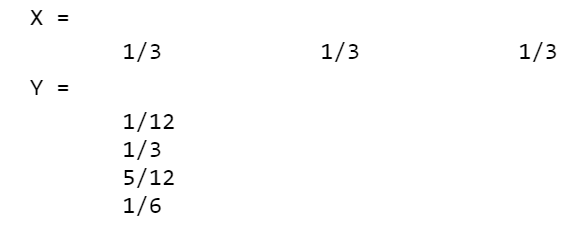 X =
1/3 1/3 1/3
Y =
1/12
1/3
5/12
1/6